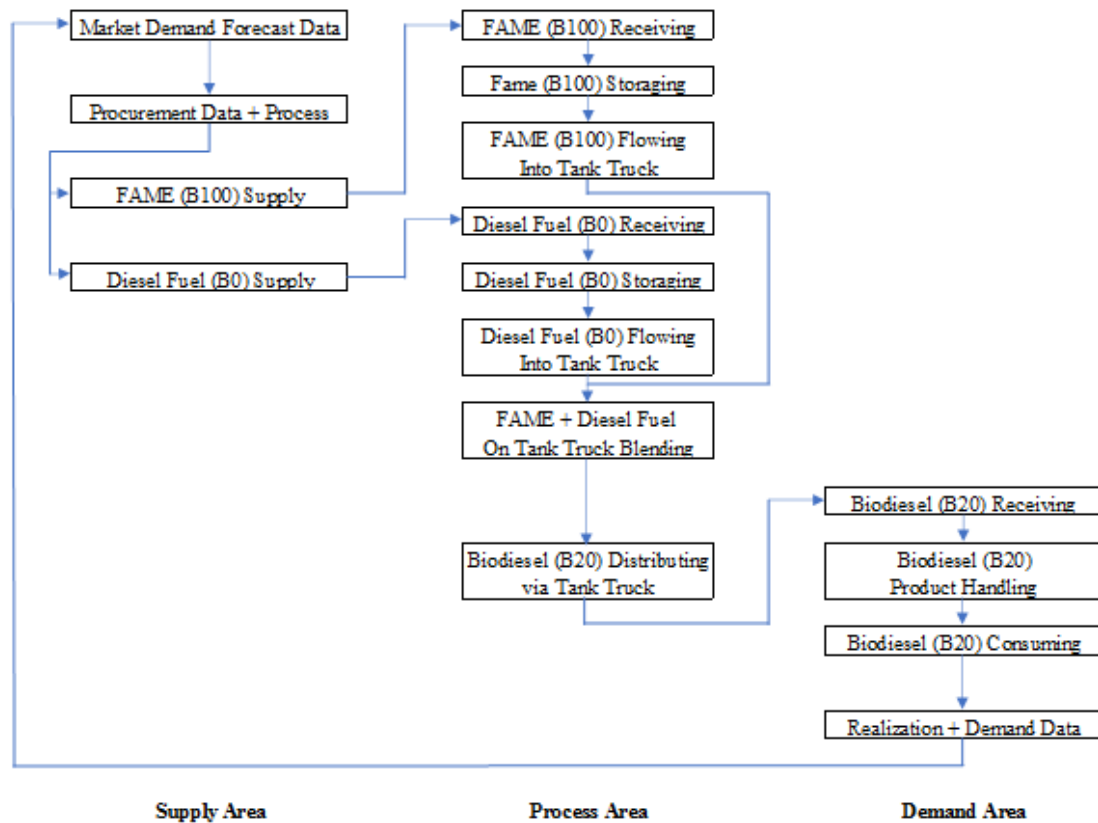 Market Demand Forecast Data
Procurement Data + Process
FAME (B100) Supply
Diesel Fuel (B0) Supply
FAME (B100) Receiving
Fame (B100) Storaging
FAME (B100) Flowing
Into Tank Truck
Diesel Fuel (B0) Receiving
Diesel Fuel (B0) Storaging
Diesel Fuel (B0) Flowing
Into Tank Truck
FAME + Diesel Fuel
On Tank Truck Blending
Biodiesel (B20) Distributing
via Tank Truck
Biodiesel (B20) Receiving
Biodiesel (B20)
Product Handling
Biodiesel (B20) Consuming
Realization + Demand Data
Supply Area
Process Area
Demand Area